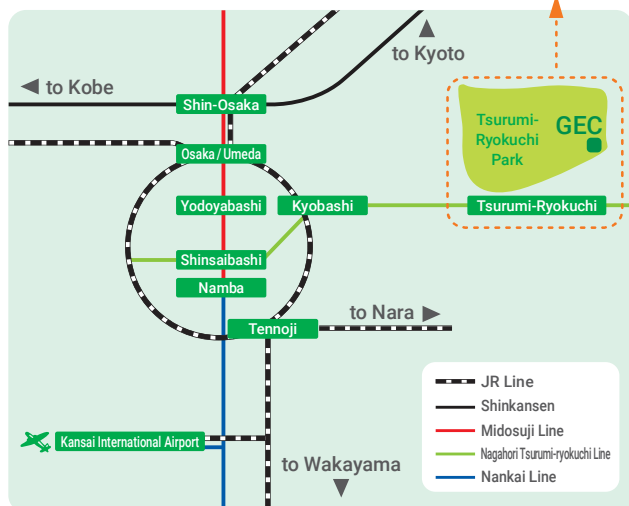 to Kyoto
to Kobe
Shin-Osaka
Tsurumi-
Ryokuchi
Park
GEC
Osaka / Umeda
Yodoyabashi
Kyobashi
Tsurumi-Ryokuchi
Shinsaibashi
Namba
to Nara
Tennoji
JR Line
Shinkansen
Midosuji Line
Nagahori Tsurumi-ryokuchi Line
Nankai Line
Kansai International Airport
to Wakayama